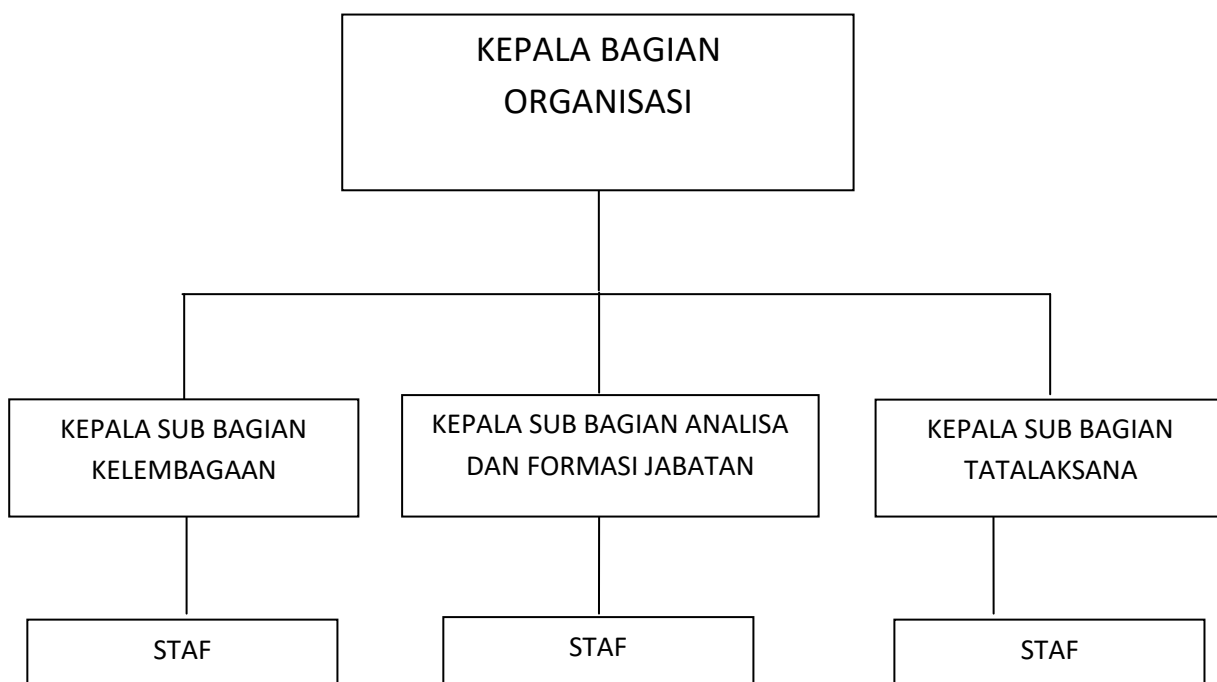 KEPALA BAGIAN
ORGANISASI
KEPALA SUB BAGIAN
KELEMBAGAAN
KEPALA SUB BAGIAN ANALISA
DAN FORMASI JABATAN
KEPALA SUB BAGIAN
TATALAKSANA
STAF
STAF
STAF